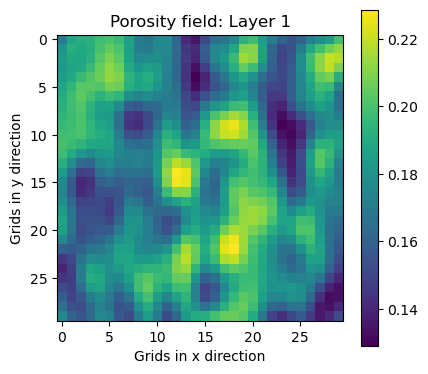 Porosity field: Layer 1
0
5
10
15
20
25
Grids in y direction
0 5 10 15 20 25
Grids in x direction
0.22
0.20
0.18
0.16
0.14